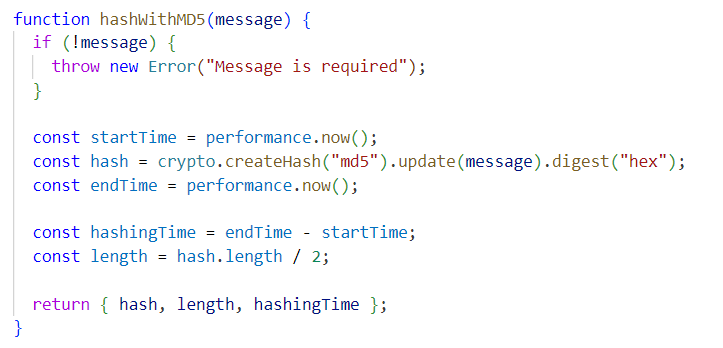 function hashWithMD5(message) {
  if (!message) {
    throw new Error("Message is required");
  }

  const startTime = performance.now();
  const hash = crypto.createHash("md5").update(message).digest("hex");
  const endTime = performance.now();

  const hashingTime = endTime - startTime;
  const length = hash.length / 2;

  return { hash, length, hashingTime };
}